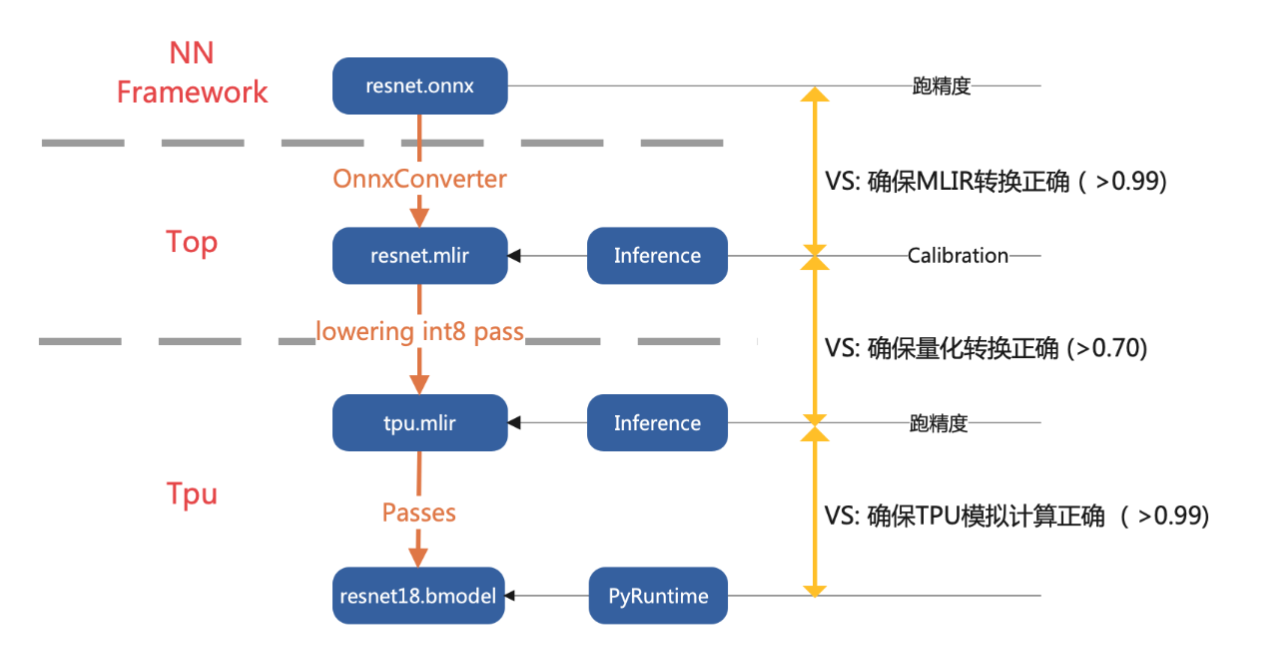 NN
Framework
resnet.onnx
跑精度
OnnxConverter
VS: 确保MLIR转换正确 ( >0.99)
Top
resnet.mlir
Inference
Calibration
lowering int8 pass
VS: 确保量化转换正确 (>0.70)
tpu.mlir
Inference
跑精度
Tpu
Passes
VS: 确保TPU模拟计算正确 ( >0.99)
resnet18.bmodel
PyRuntime